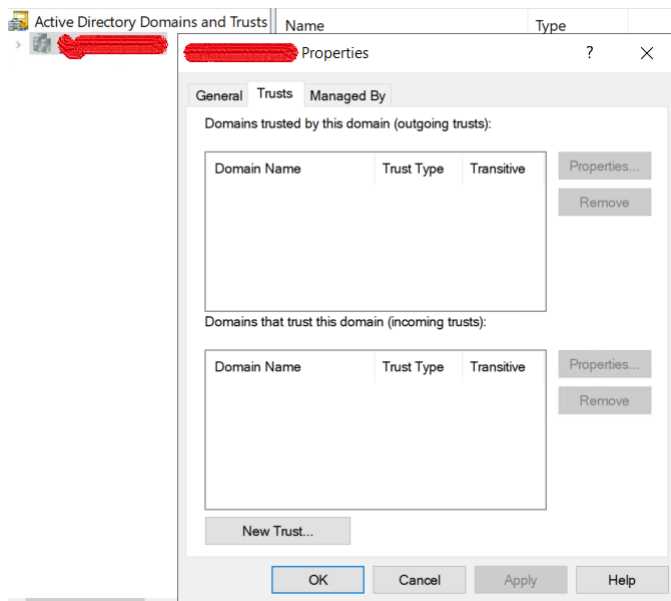 Active Directory Domains and Trusts Name Type
Properties ?
General Trusts Managed By
Domains trusted by this domain (outgoing trusts):
Domain Name Trust Type Transitive
Properties...
Remove
Domains that trust this domain (incoming trusts):
Domain Name Trust Type Transitive
Properties...
Remove
New Trust...
OK Cancel Apply Help